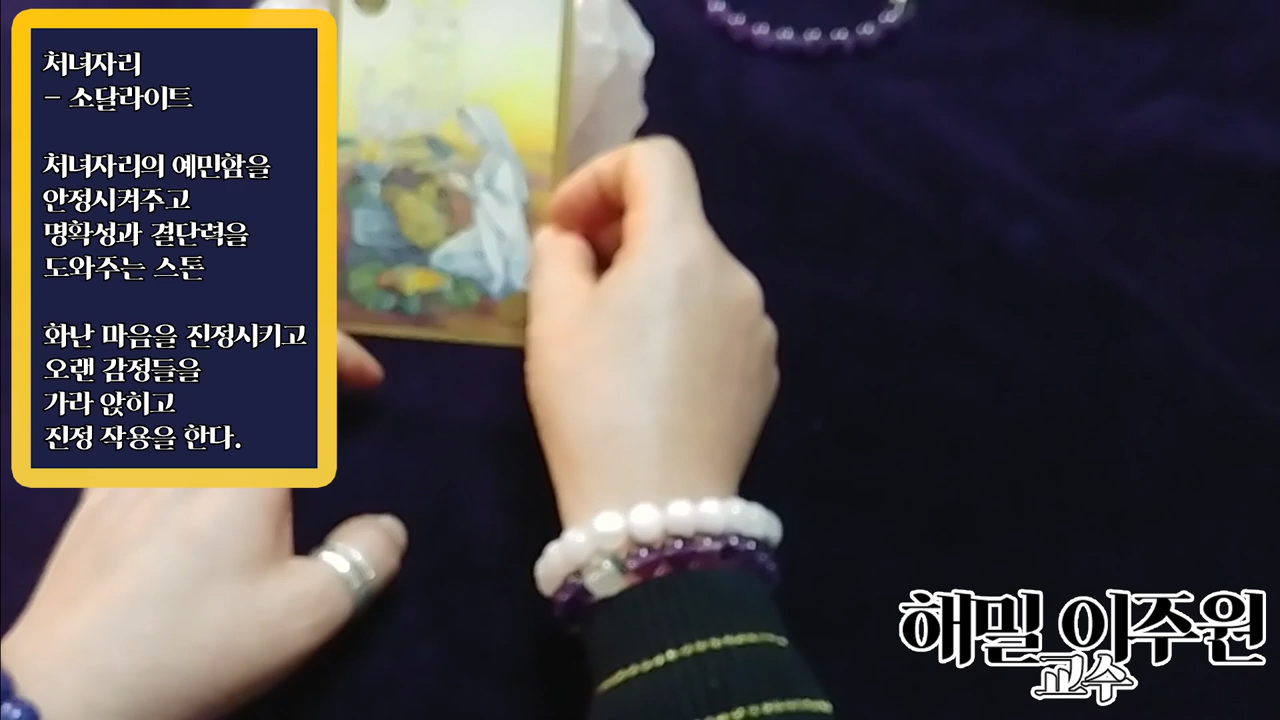 처녀자리
- 소달라이트
처녀자리의 예민함을
안정시켜주고
명확성과 결단력을
도와주는 스톤
화난 마음을 진정시키고
오랜 감정들을
가라 앉히고
진정 작용을 한다.
해밀 이주원
교수